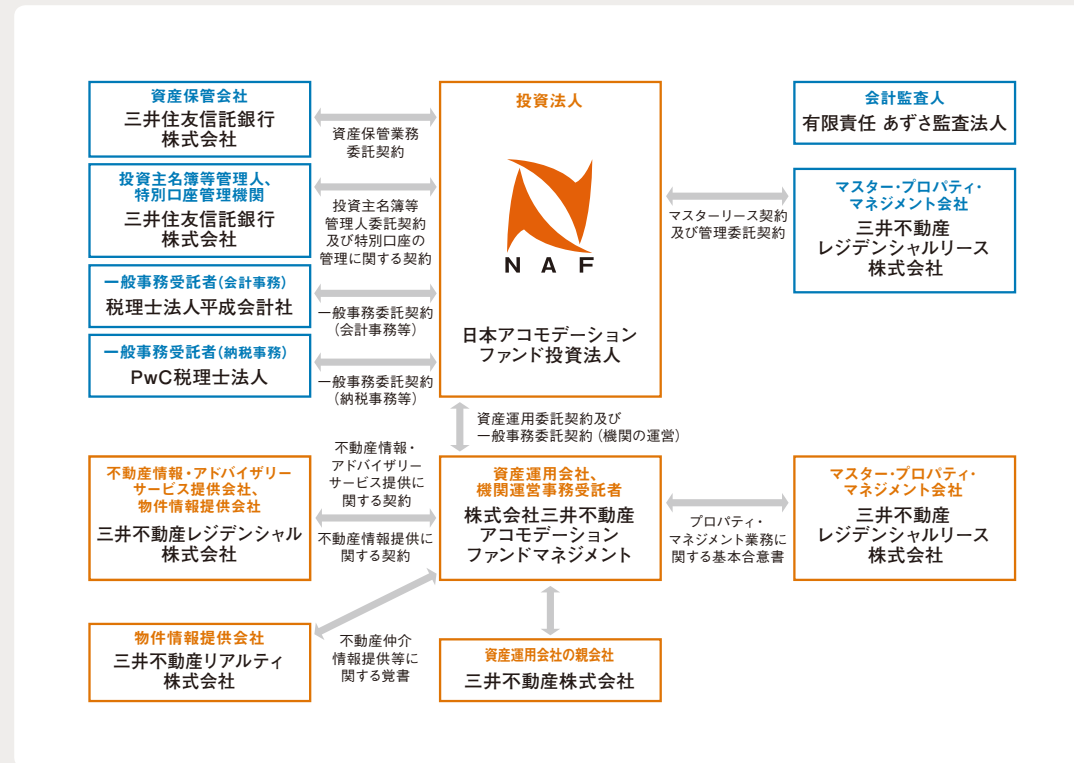 資産保管会社
三井住友信託銀行
株式会社
資産保管業務
委託契約
投資主名簿等管理人、
特別口座管理機関
三井住友信託銀行
株式会社
投資主名簿等
管理人委託契約
及び特別口座の
管理に関する契約
一般事務受託者(会計事務)
税理士法人平成会計社
一般事務委託契約
(会計事務等)
一般事務受託者(納税事務)
PwC税理士法人
一般事務委託契約
(納税事務等)
投資法人
NAF
日本アコモデーション
ファンド投資法人
会計監査人
有限責任 あずさ監査法人
マスターリース契約
及び管理委託契約
マスター・プロパティ・
マネジメント会社
三井不動産
レジデンシャルリース
株式会社
資産運用委託契約及び
一般事務委託契約(機関の運営)
不動産情報・アドバイザリー
サービス提供会社、
物件情報提供会社
三井不動産レジデンシャル
株式会社
不動産情報・
アドバイザリー
サービス提供に
関する契約
不動産情報提供に
関する契約
資産運用会社、
機関運営事務受託者
株式会社三井不動産
アコモデーション
ファンドマネジメント
プロパティ・
マネジメント業務に
関する基本合意書
マスター・プロパティ・
マネジメント会社
三井不動産
レジデンシャルリース
株式会社
物件情報提供会社
三井不動産リアルティ
株式会社
不動産仲介
情報提供等に
関する覚書
資産運用会社の親会社
三井不動産株式会社